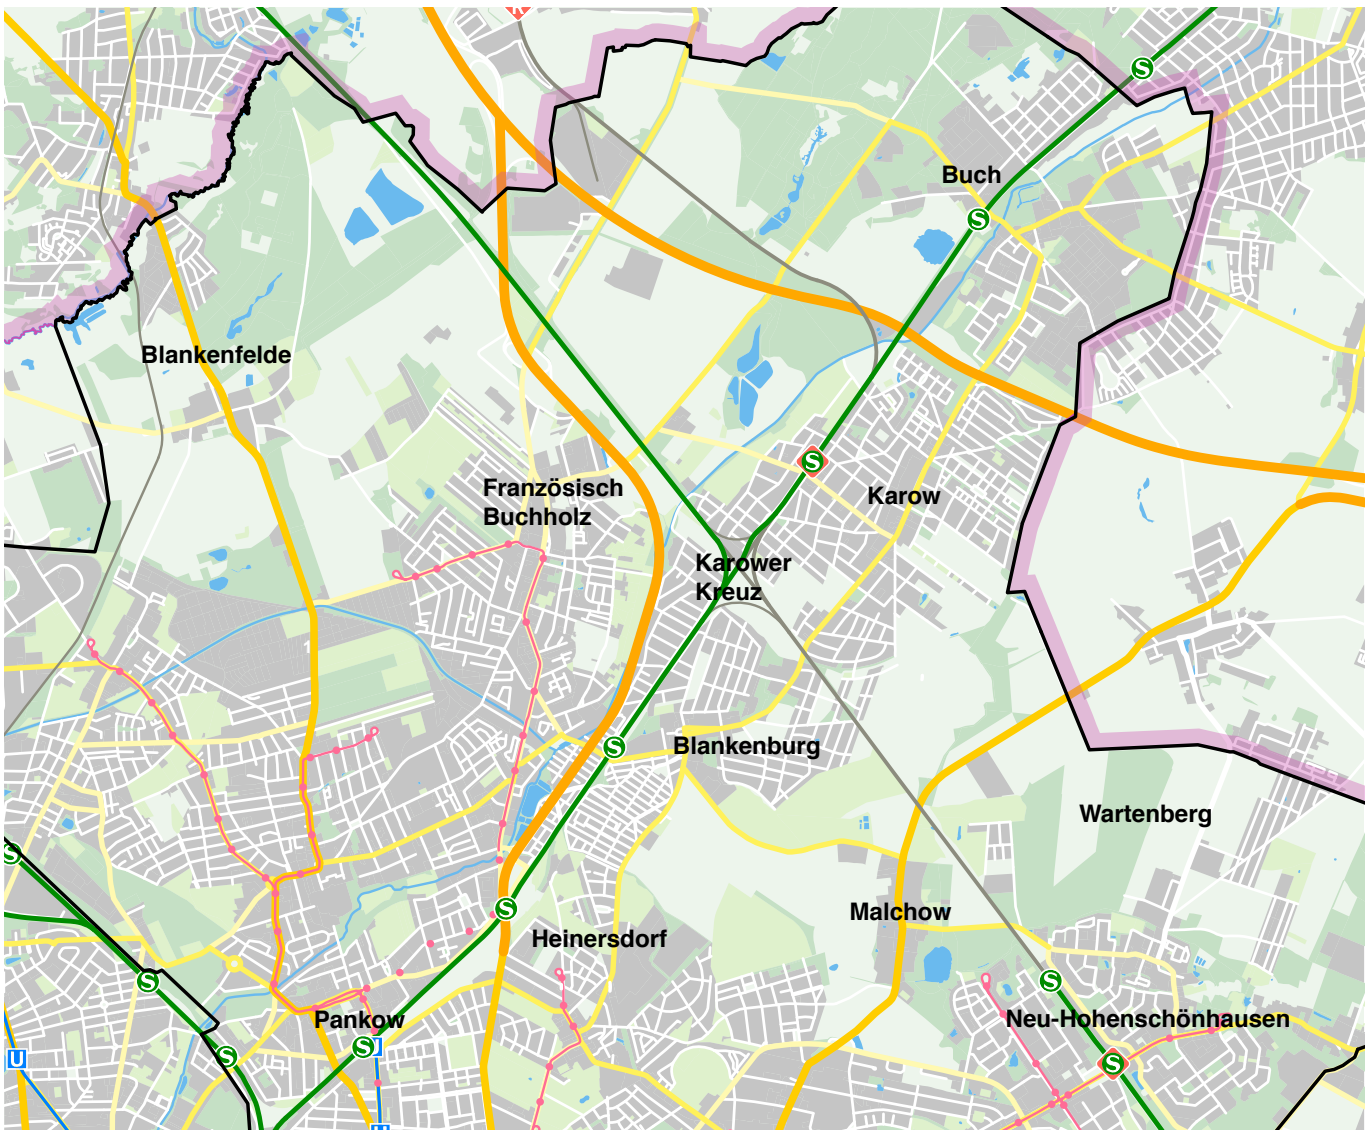 R
S
Buch
S
Blankenfelde
S
Französisch
Buchholz
Karow
Karower
Kreuz
S
Blankenburg
Wartenberg
S
S
Malchow
Heinersdorf
S
S
Pankow
Neu-Hohenschönhausen
U
S
S
U
S
U